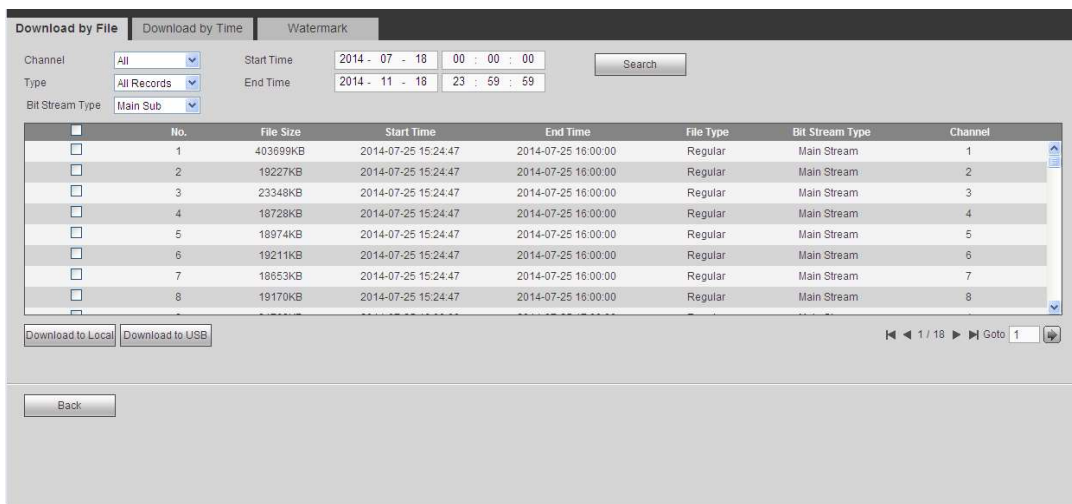 Download by File Download by Time Watermark
Channel All Start Time 2014 - 07 - 18 00 : 00 : 00 Search
Type All Records End Time 2014 - 11 - 18 23 : 59 : 59
Bit Stream Type Main Sub
No. File Size Start Time End Time File Type Bit Stream Type Channel
1 403699KB 2014-07-25 15:24:47 2014-07-25 16:00:00 Regular Main Stream 1
2 19227KB 2014-07-25 15:24:47 2014-07-25 16:00:00 Regular Main Stream 2
3 23348KB 2014-07-25 15:24:47 2014-07-25 16:00:00 Regular Main Stream 3
4 18728KB 2014-07-25 15:24:47 2014-07-25 16:00:00 Regular Main Stream 4
5 18974KB 2014-07-25 15:24:47 2014-07-25 16:00:00 Regular Main Stream 5
6 19211KB 2014-07-25 15:24:47 2014-07-25 16:00:00 Regular Main Stream 6
7 18653KB 2014-07-25 15:24:47 2014-07-25 16:00:00 Regular Main Stream 7
8 19170KB 2014-07-25 15:24:47 2014-07-25 16:00:00 Regular Main Stream 8
Download to Local Download to USB 1 / 18 Goto 1
Back